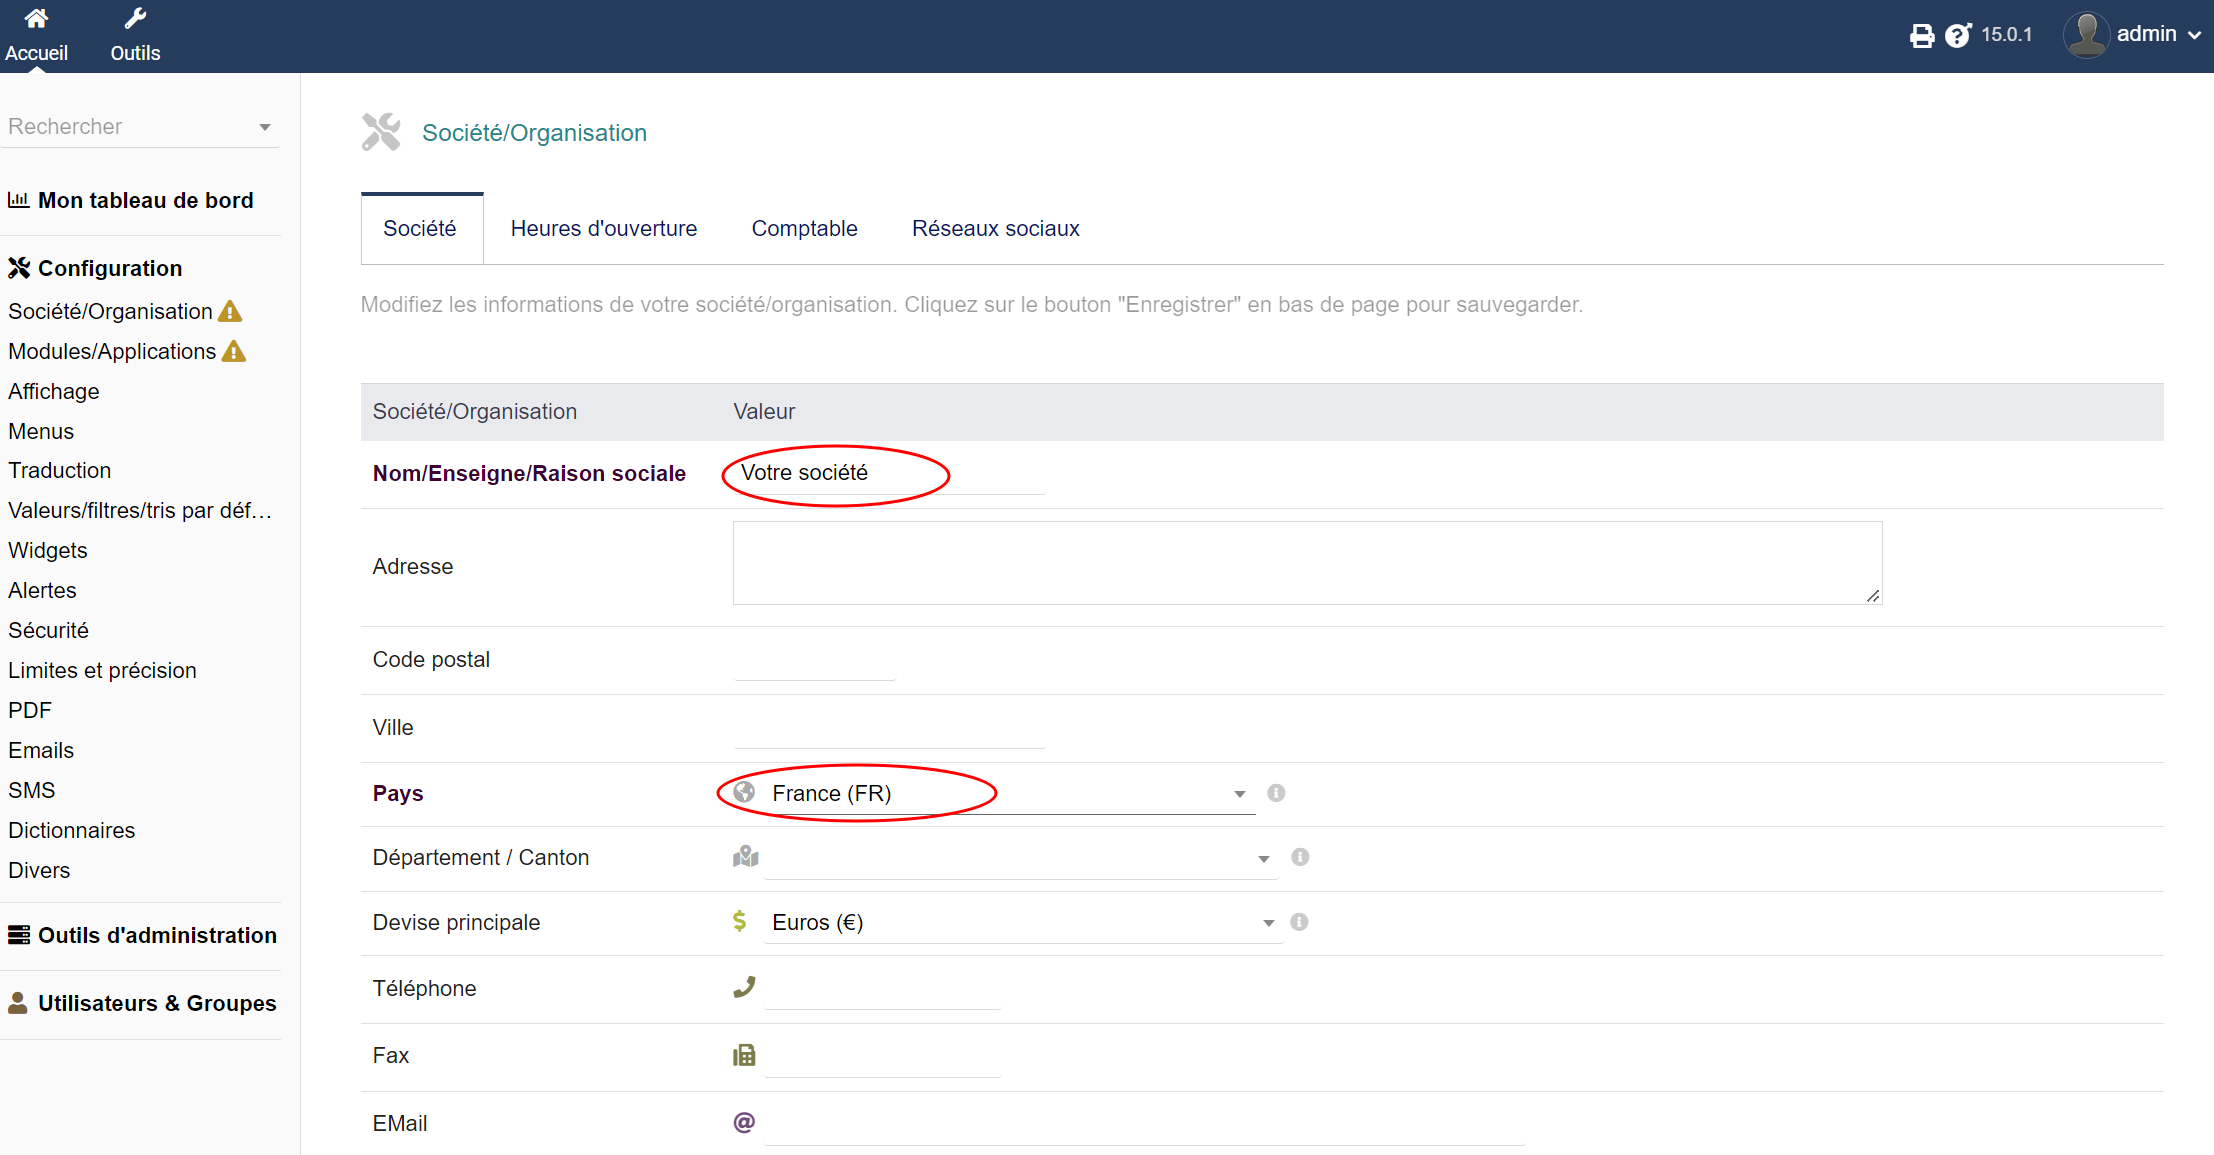 Accueil
Outils
15.0.1
admin
Rechercher
Mon tableau de bord
Configuration
Société/Organisation
Modules/Applications
Affichage
Menus
Traduction
Valeurs/filtres/tris par déf...
Widgets
Alertes
Sécurité
Limites et précision
PDF
Emails
SMS
Dictionnaires
Divers
Outils d'administration
Utilisateurs & Groupes
Société/Organisation
Société Heures d'ouverture Comptable Réseaux sociaux
Modifiez les informations de votre société/organisation. Cliquez sur le bouton "Enregistrer" en bas de page pour sauvegarder.
Société/Organisation Valeur
Nom/Enseigne/Raison sociale Votre société
Adresse
Code postal
Ville
Pays France (FR)
Département / Canton
Devise principale $ Euros (€)
Téléphone
Fax
EMail @